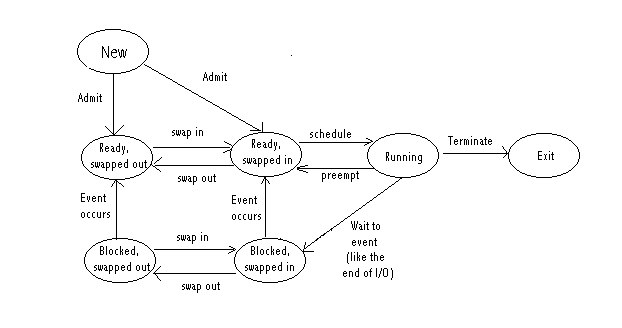 New
Admit
Admit
Ready,
swapped out
swap in
swap out
Ready,
swapped in
schedule
preempt
Running
Terminate
Exit
Event
occurs
Event
occurs
Wait to
event
(like the
end of I/O)
Blocked,
swapped out
swap in
swap out
Blocked,
swapped in